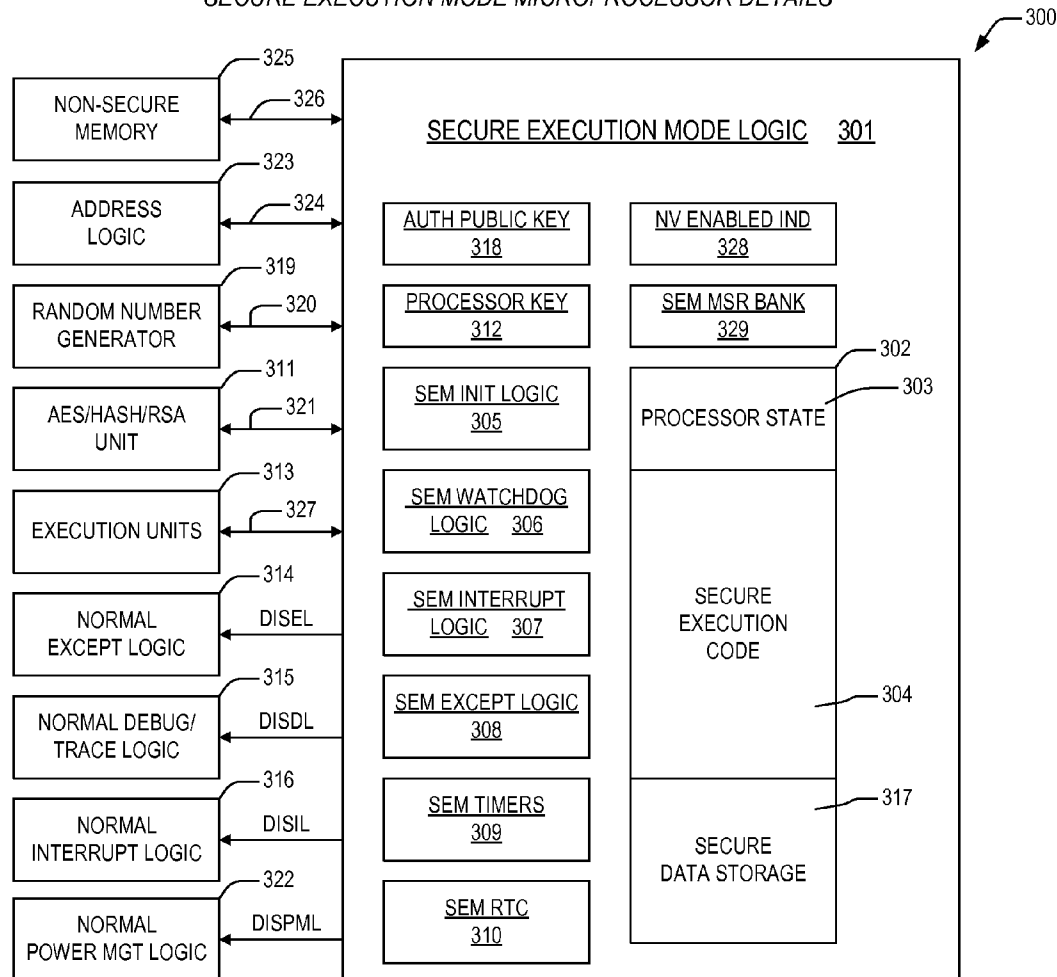 SECURE EXECUTION MODE MICROPROCESSOR DETAILS
300
325
NON-SECURE
MEMORY
326
323
ADDRESS
LOGIC
324
319
RANDOM NUMBER
GENERATOR
320
311
AES/HASH/RSA
UNIT
321
313
EXECUTION UNITS
327
314
NORMAL
EXCEPT LOGIC
DISEL
315
NORMAL DEBUG/
TRACE LOGIC
DISDL
316
NORMAL
INTERRUPT LOGIC
DISIL
322
NORMAL
POWER MGT LOGIC
DISPML
SECURE EXECUTION MODE LOGIC 301
AUTH PUBLIC KEY
318
PROCESSOR KEY
312
SEM INIT LOGIC
305
SEM WATCHDOG
LOGIC 306
SEM INTERRUPT
LOGIC 307
SEM EXCEPT LOGIC
308
SEM TIMERS
309
SEM RTC
310
NV ENABLED IND
328
SEM MSR BANK
329
302
303
PROCESSOR STATE
SECURE
EXECUTION
CODE
304
317
SECURE
DATA STORAGE